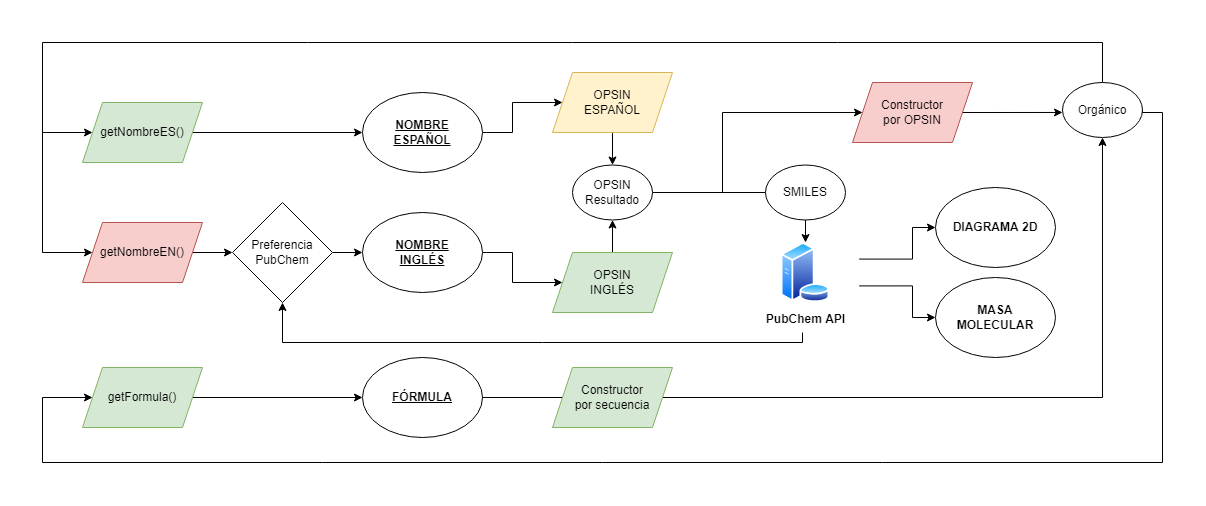 getNombreES()
NOMBRE
ESPAÑOL
OPSIN
ESPAÑOL
Constructor
por OPSIN
Orgánico
OPSIN
Resultado
SMILES
getNombreEN()
Preferencia
PubChem
NOMBRE
INGLÉS
OPSIN
INGLÉS
PubChem API
DIAGRAMA 2D
MASA
MOLECULAR
getFormula()
FÓRMULA
Constructor
por secuencia